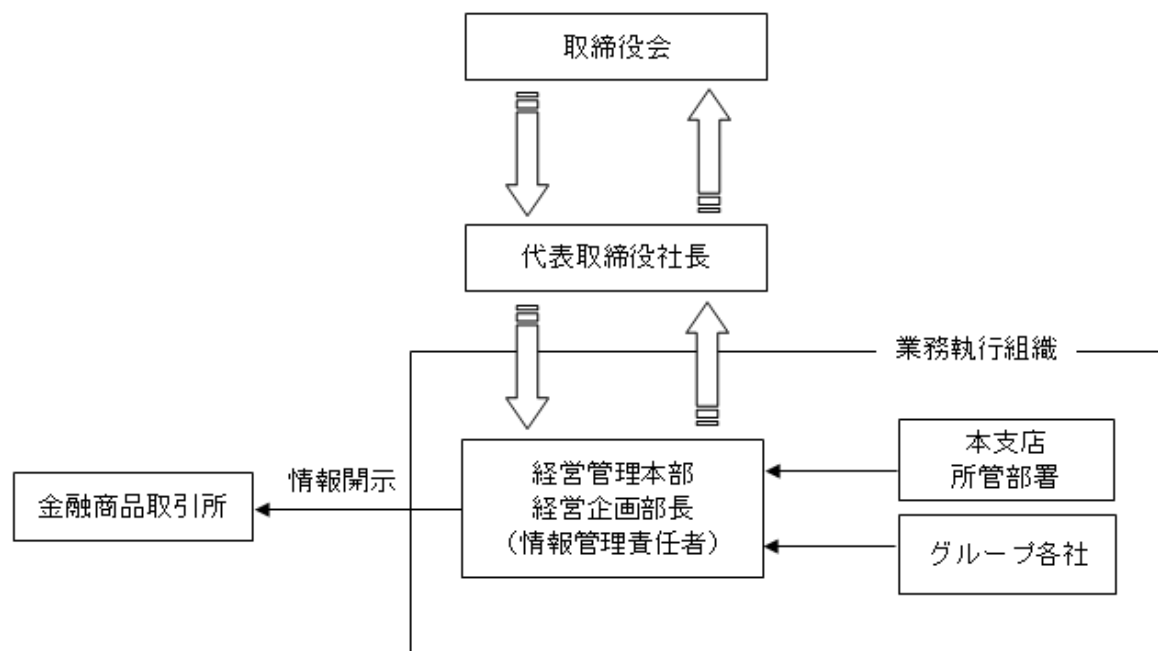 取締役会
代表取締役社長
業務執行組織
本支店
所管部署
情報開示
経営管理本部
経営企画部長
（情報管理責任者）
金融商品取引所
グループ各社